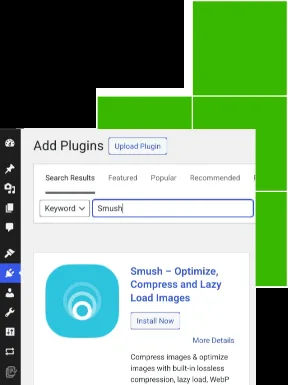 Add Plugins Upload Plugin
Search Results Featured Popular Recommended
Keyword Smush
Smush – Optimize,
Compress and Lazy
Load Images
Install Now
More Details
Compress images & optimize
images with built-in lossless
compression, lazy load, WebP